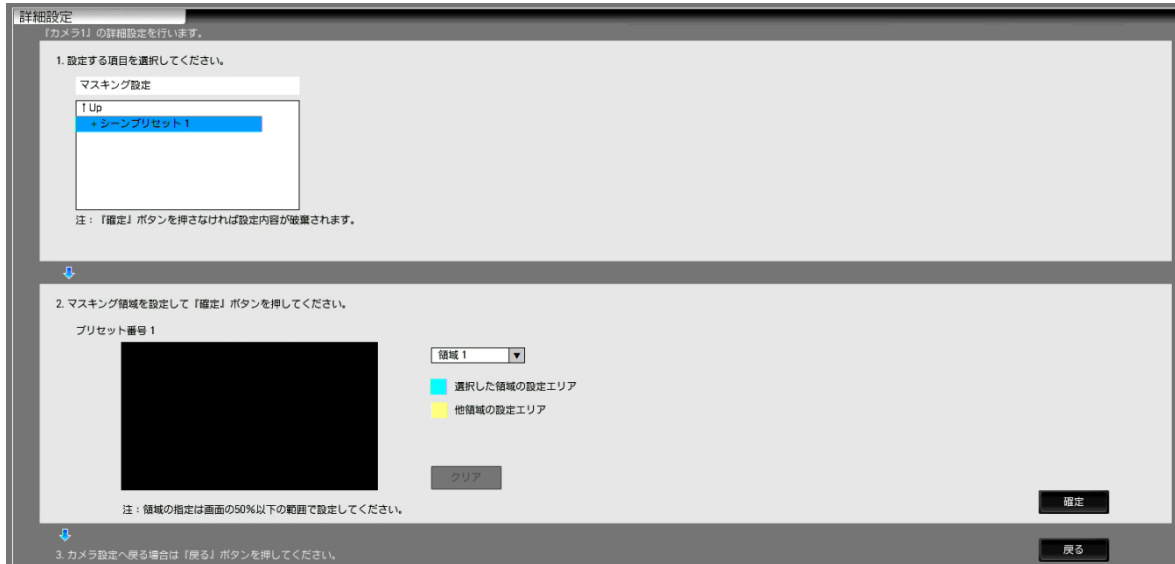 詳細設定
『カメラ1』の詳細設定を行います。
1. 設定する項目を選択してください。
マスキング設定
↑Up
+シーンプリセット 1
注：『確定』ボタンを押さなければ設定内容が破棄されます。
2. マスキング領域を設定して『確定』ボタンを押してください。
プリセット番号 1
領域 1
選択した領域の設定エリア
他領域の設定エリア
クリア
注：領域の指定は画面の50%以下の範囲で設定してください。
確定
3. カメラ設定へ戻る場合は『戻る』ボタンを押してください。
戻る